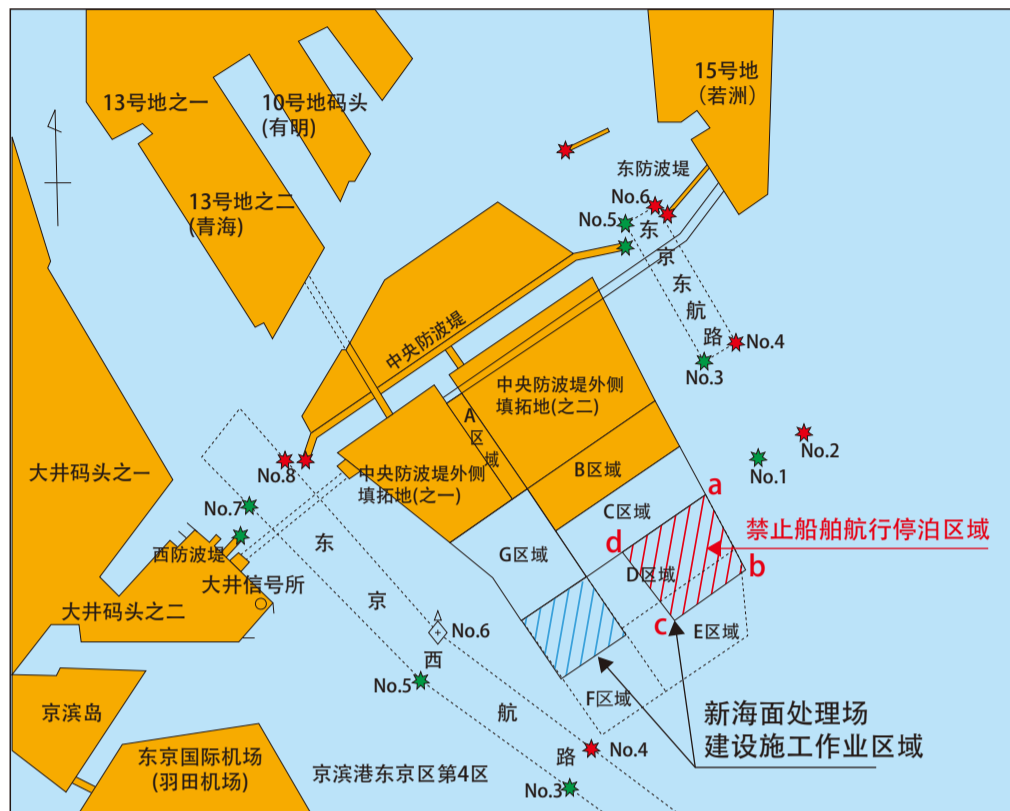 15号地
(若洲)
13号地之一
10号地码头
(有明)
东防波堤
No.6
No.5
13号地之二
(青海)
东
京
东
航
路
No.4
No.3
中央防波堤
中央防波堤外侧
填拓地(之二)
A
区
域
No.2
No.1
大井码头之一
No.8
中央防波堤外侧
填拓地(之一)
B区域
a
No.7
C区域
禁止船舶航行停泊区域
东
西防波堤
G区域
d
D区域
b
大井信号所
大井码头之二
京
No.6
c
E区域
西
No.5
F区域
京滨岛
航
新海面处理场
建设施工作业区域
东京国际机场
(羽田机场)
京滨港东京区第4区
路
No.4
No.3